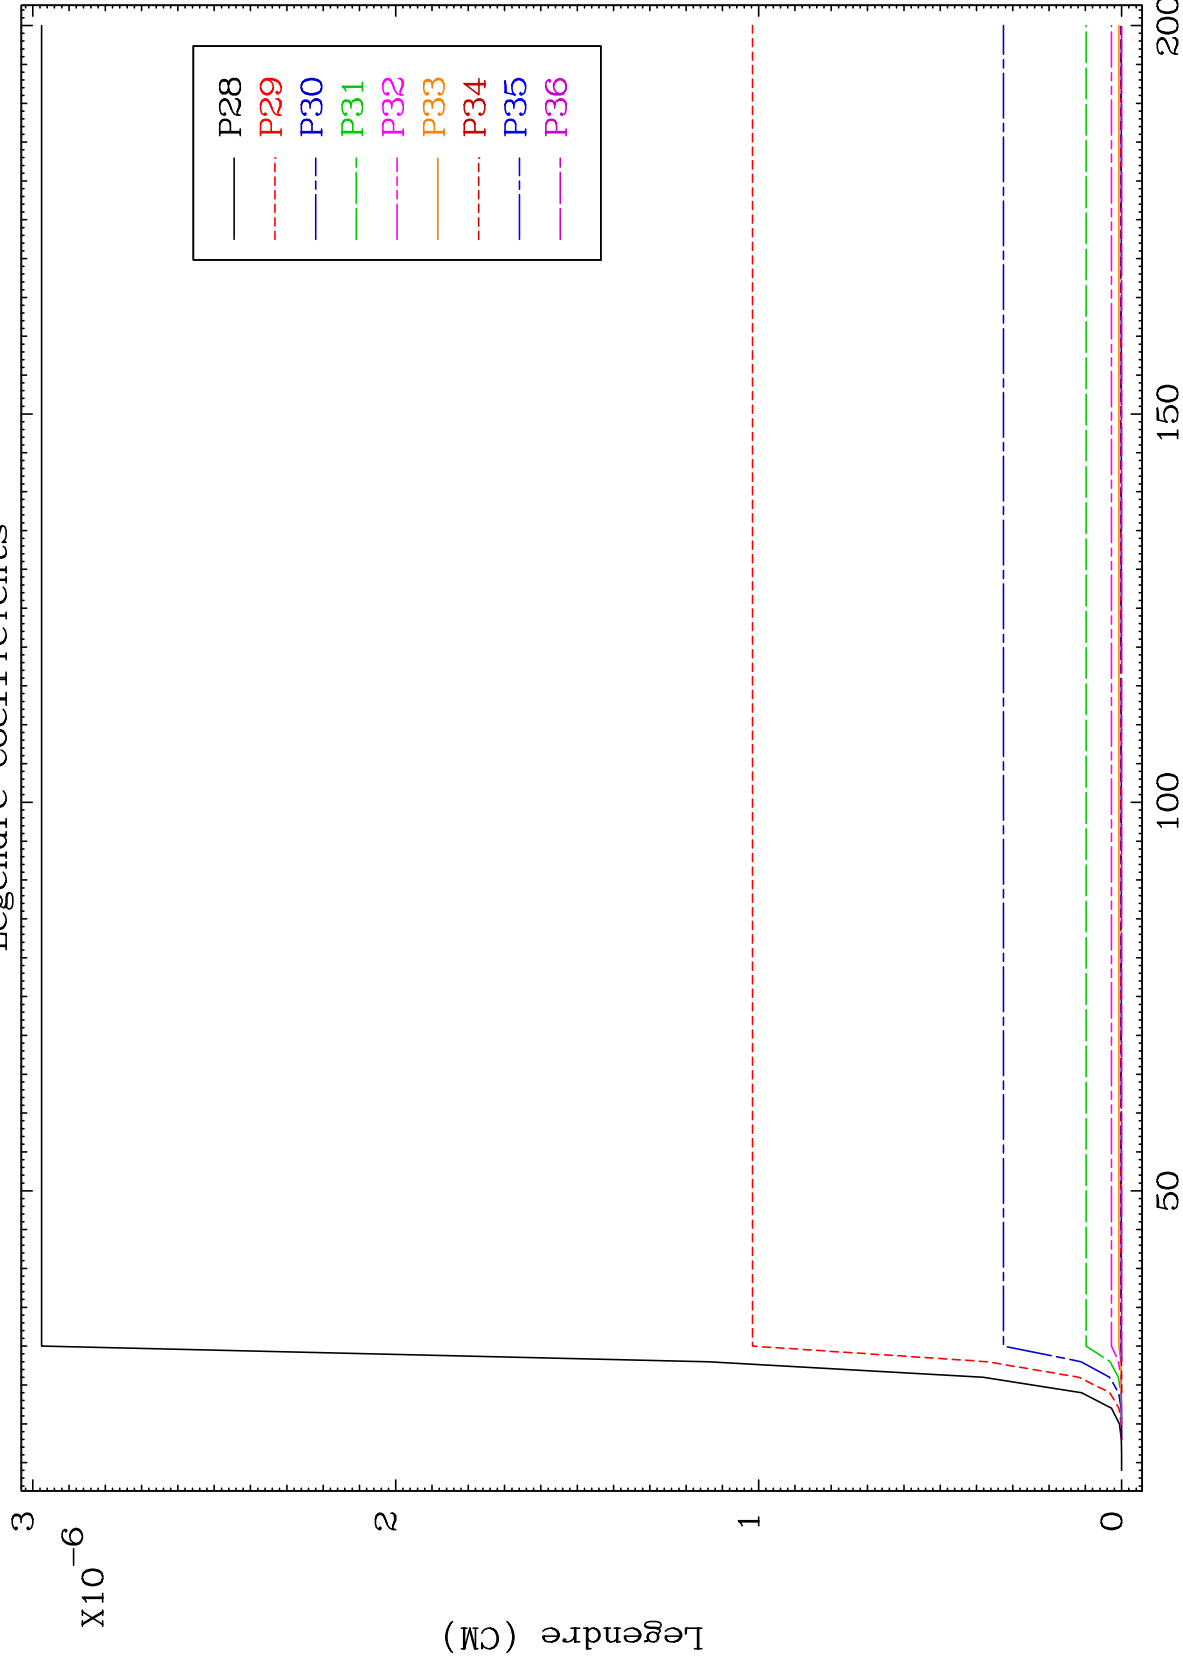 Legendre Coefficients
X10-6
3
2
1
0
Legendre (CM)
50
100
150
200
P28
P29
P30
P31
P32
P33
P34
P35
P36